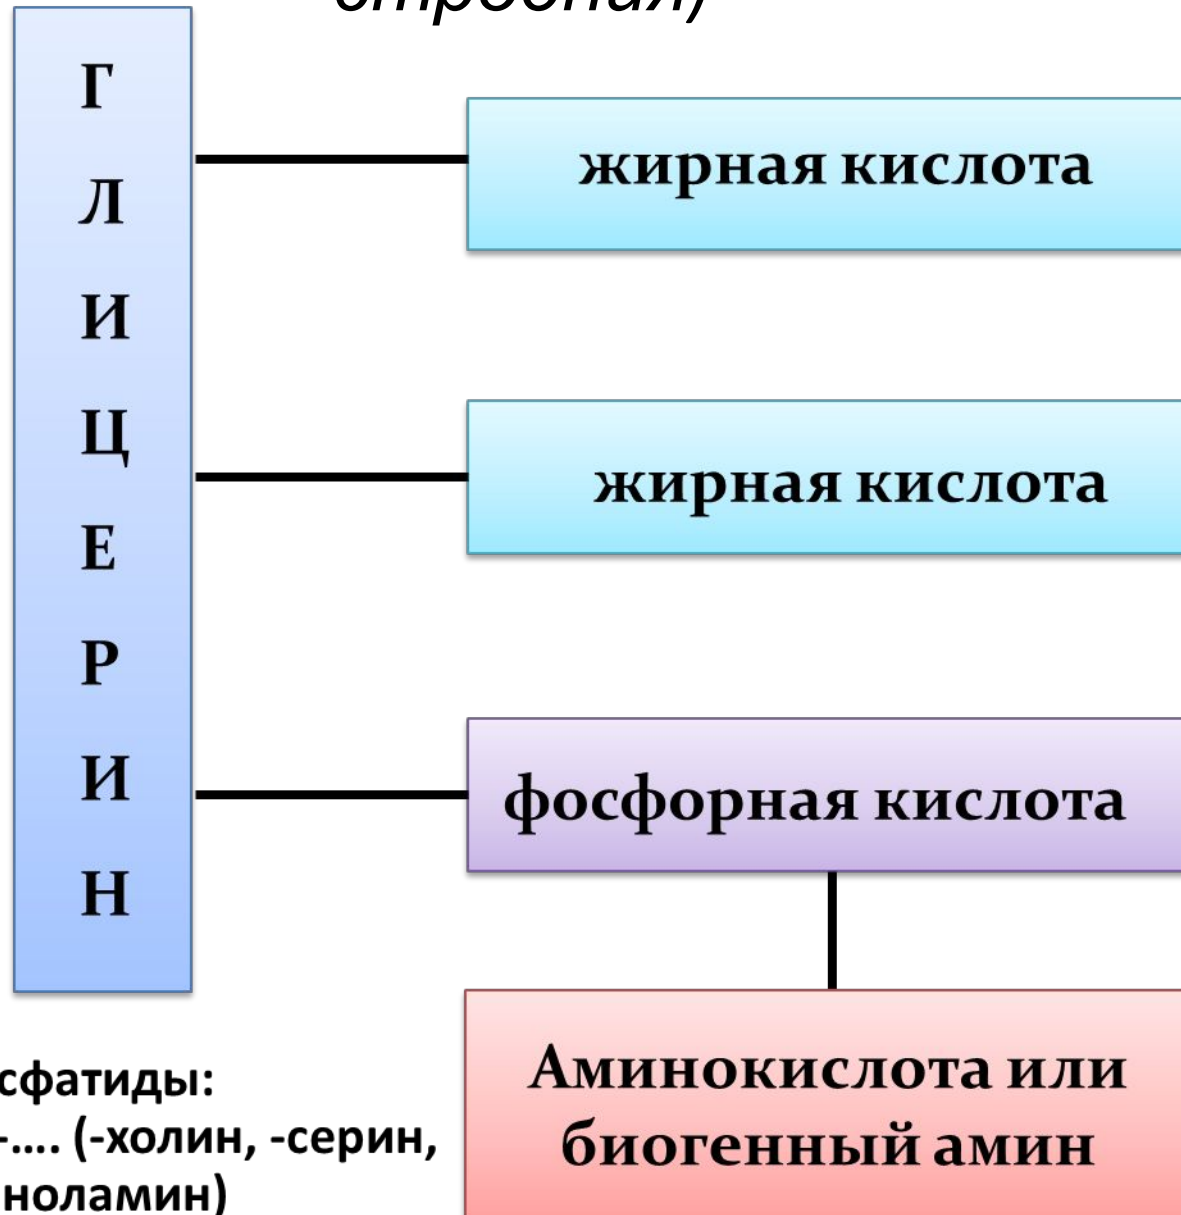 Г
Л
И
Ц
Е
Р
И
Н
жирная кислота
жирная кислота
фосфорная кислота
Аминокислота или
биогенный амин
сфатиды:
-.... (-холин, -серин,
ноламин)